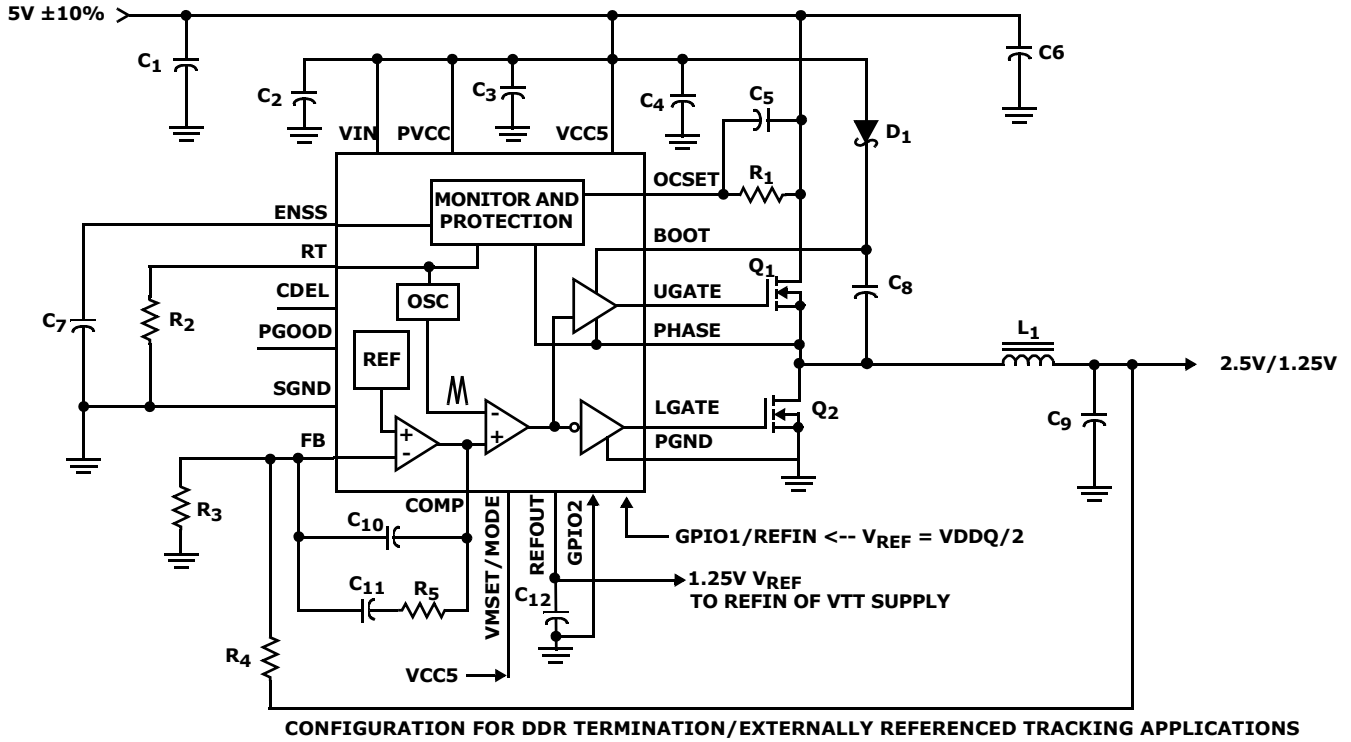 5V ±10%
C1
C2
C3
C4
C5
C6
D1
VIN
PVCC
VCC5
OCSET
R1
MONITOR AND
PROTECTION
ENSS
BOOT
RT
Q1
C8
CDEL
OSC
UGATE
C7
R2
PGOOD
PHASE
L1
REF
2.5V/1.25V
SGND
LGATE
Q2
C9
FB
+
-
-
+
PGND
R3
COMP
VMSET/MODE
REFOUT
GPIO2
C10
GPIO1/REFIN <-- VREF = VDDQ/2
C11
R5
C12
1.25V VREF
TO REFIN OF VTT SUPPLY
R4
VCC5
CONFIGURATION FOR DDR TERMINATION/EXTERNALLY REFERENCED TRACKING APPLICATIONS